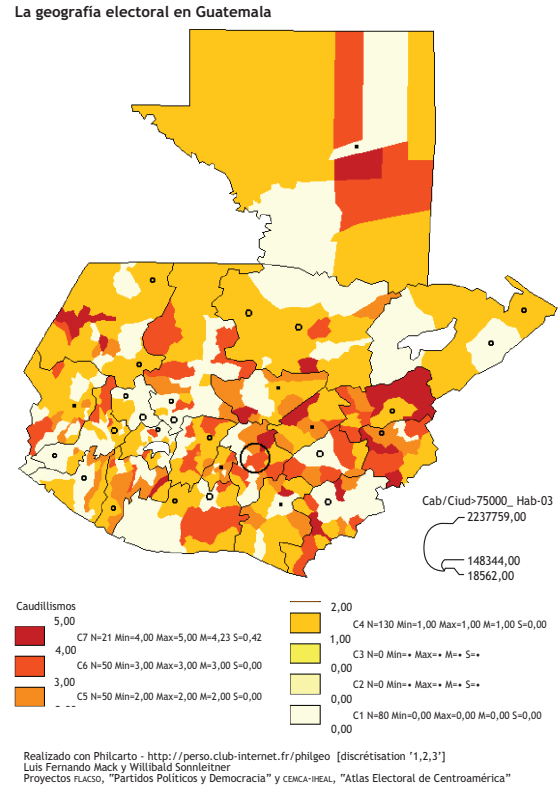 La geografía electoral en Guatemala
Cab/Ciud>75000_ Hab-03
2237759,00
148344,00
18562,00
Caudillismos
5,00
C7 N=21 Min=4,00 Max=5,00 M=4,23 S=0,42
4,00
C6 N=50 Min=3,00 Max=3,00 M=3,00 S=0,00
3,00
C5 N=50 Min=2,00 Max=2,00 M=2,00 S=0,00
2,00
C4 N=130 Min=1,00 Max=1,00 M=1,00 S=0,00
1,00
C3 N=0 Min=• Max=• M=• S=•
0,00
C2 N=0 Min=• Max=• M=• S=•
0,00
C1 N=80 Min=0,00 Max=0,00 M=0,00 S=0,00
0,00
Realizado con Philcarto - http://perso.club-internet.fr/philgeo [discrétisation '1,2,3']
Luis Fernando Mack y Willibald Sonnleitner
Proyectos FLACSO, "Partidos Políticos y Democracia" y CEMCA-IHEAL, "Atlas Electoral de Centroamérica"